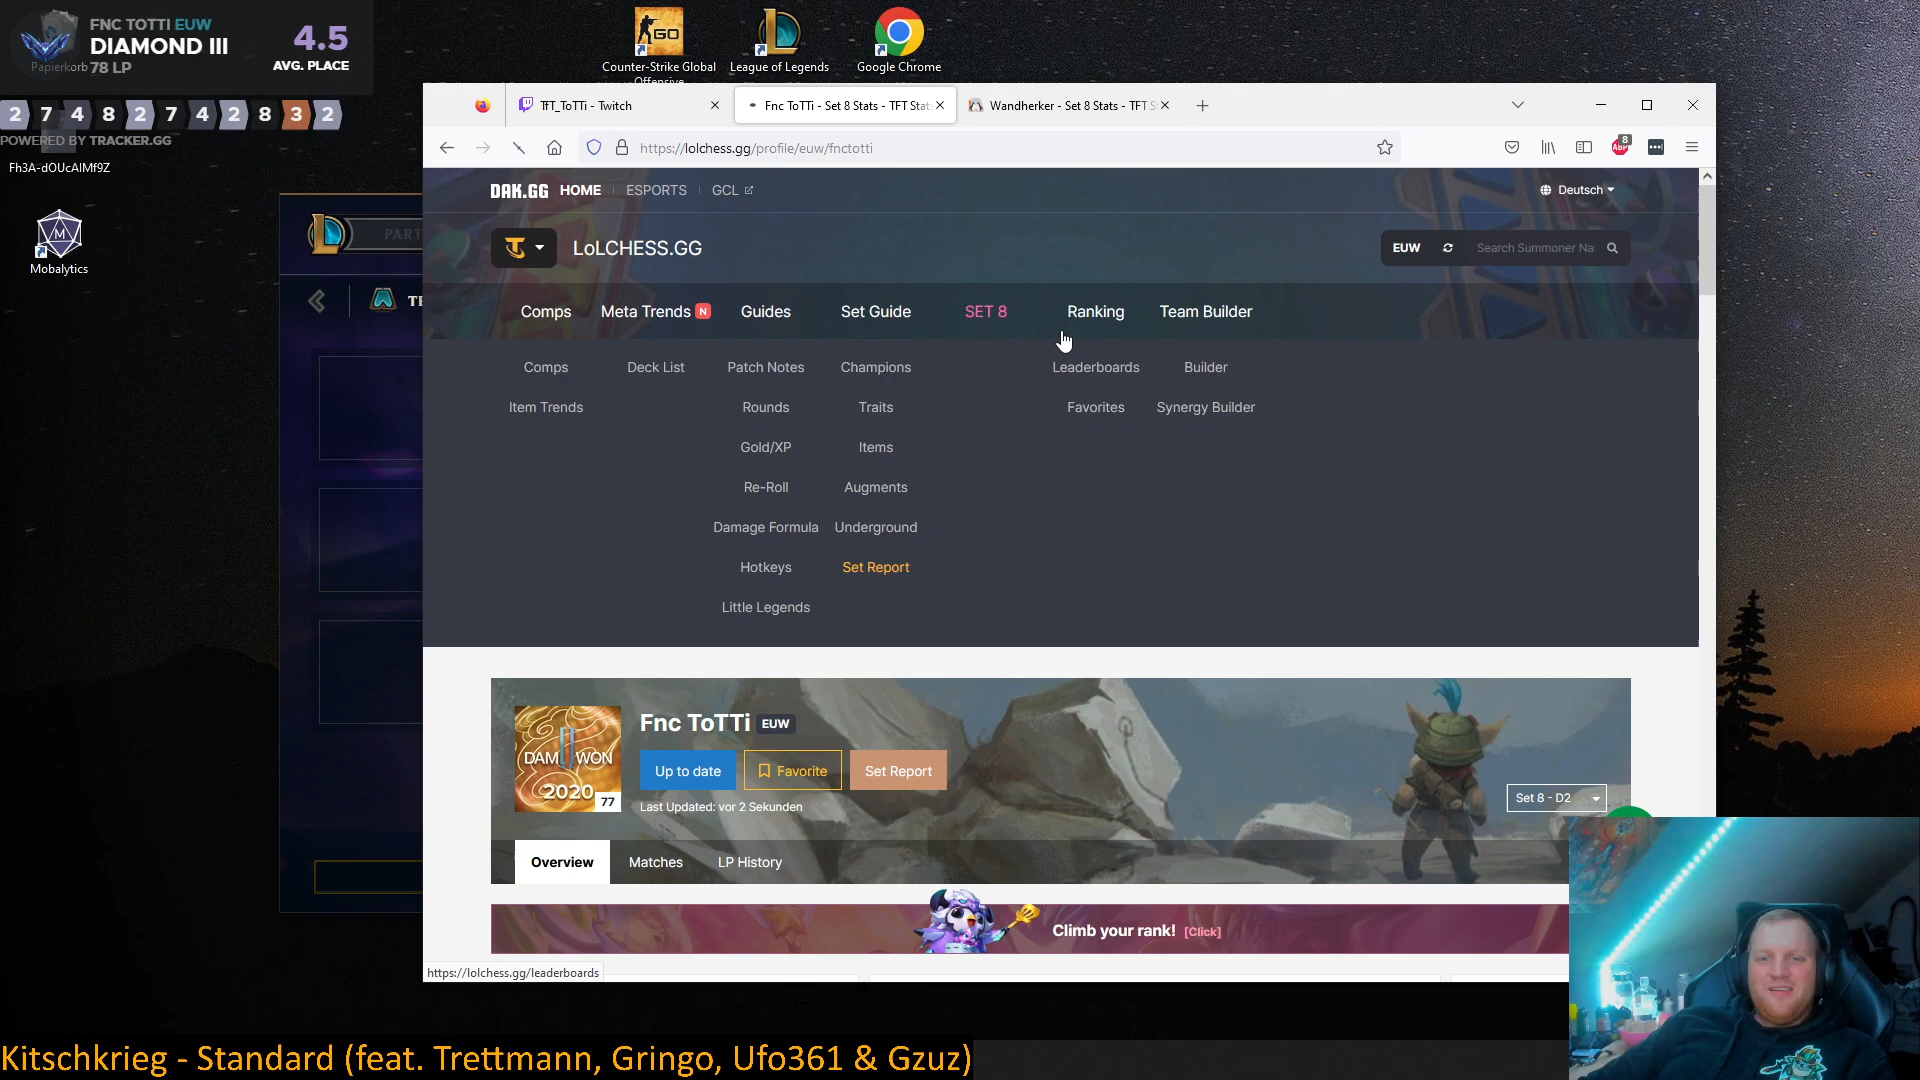 FNC TOTTI EUW
DIAMOND III
Papierkorb 78 LP
4.5
AVG. PLACE
2 7 4 8 2 7 4 2 8 3 2
POWERED BY TRACKER.GG
Fh3A-dOUcAIMf9Z
Mobalytics
Counter-Strike Global
Offensive
League of Legends
Google Chrome
TfT_ToTTi - Twitch
Fnc ToTTi - Set 8 Stats - TFT Stats
Wandherker - Set 8 Stats - TFT S
https://lolchess.gg/profile/euw/fnctotti
8
ABP
DAK.GG HOME ESPORTS GCL
Deutsch
LoLCHESS.GG
EUW
Search Summoner Na
PART
Comps Meta Trends N Guides Set Guide SET 8 Ranking Team Builder
Comps Deck List Patch Notes Champions Leaderboards Builder
Item Trends Rounds Traits Favorites Synergy Builder
Gold/XP Items
Re-Roll Augments
Damage Formula Underground
Hotkeys Set Report
Little Legends
DAMWON
2020
77
Fnc ToTTi EUW
Up to date Favorite Set Report
Last Updated: vor 2 Sekunden
Set 8 - D2
Overview Matches LP History
Climb your rank! [Click]
https://lolchess.gg/leaderboards
Kitschkrieg - Standard (feat. Trettmann, Gringo, Ufo361 & Gzuz)